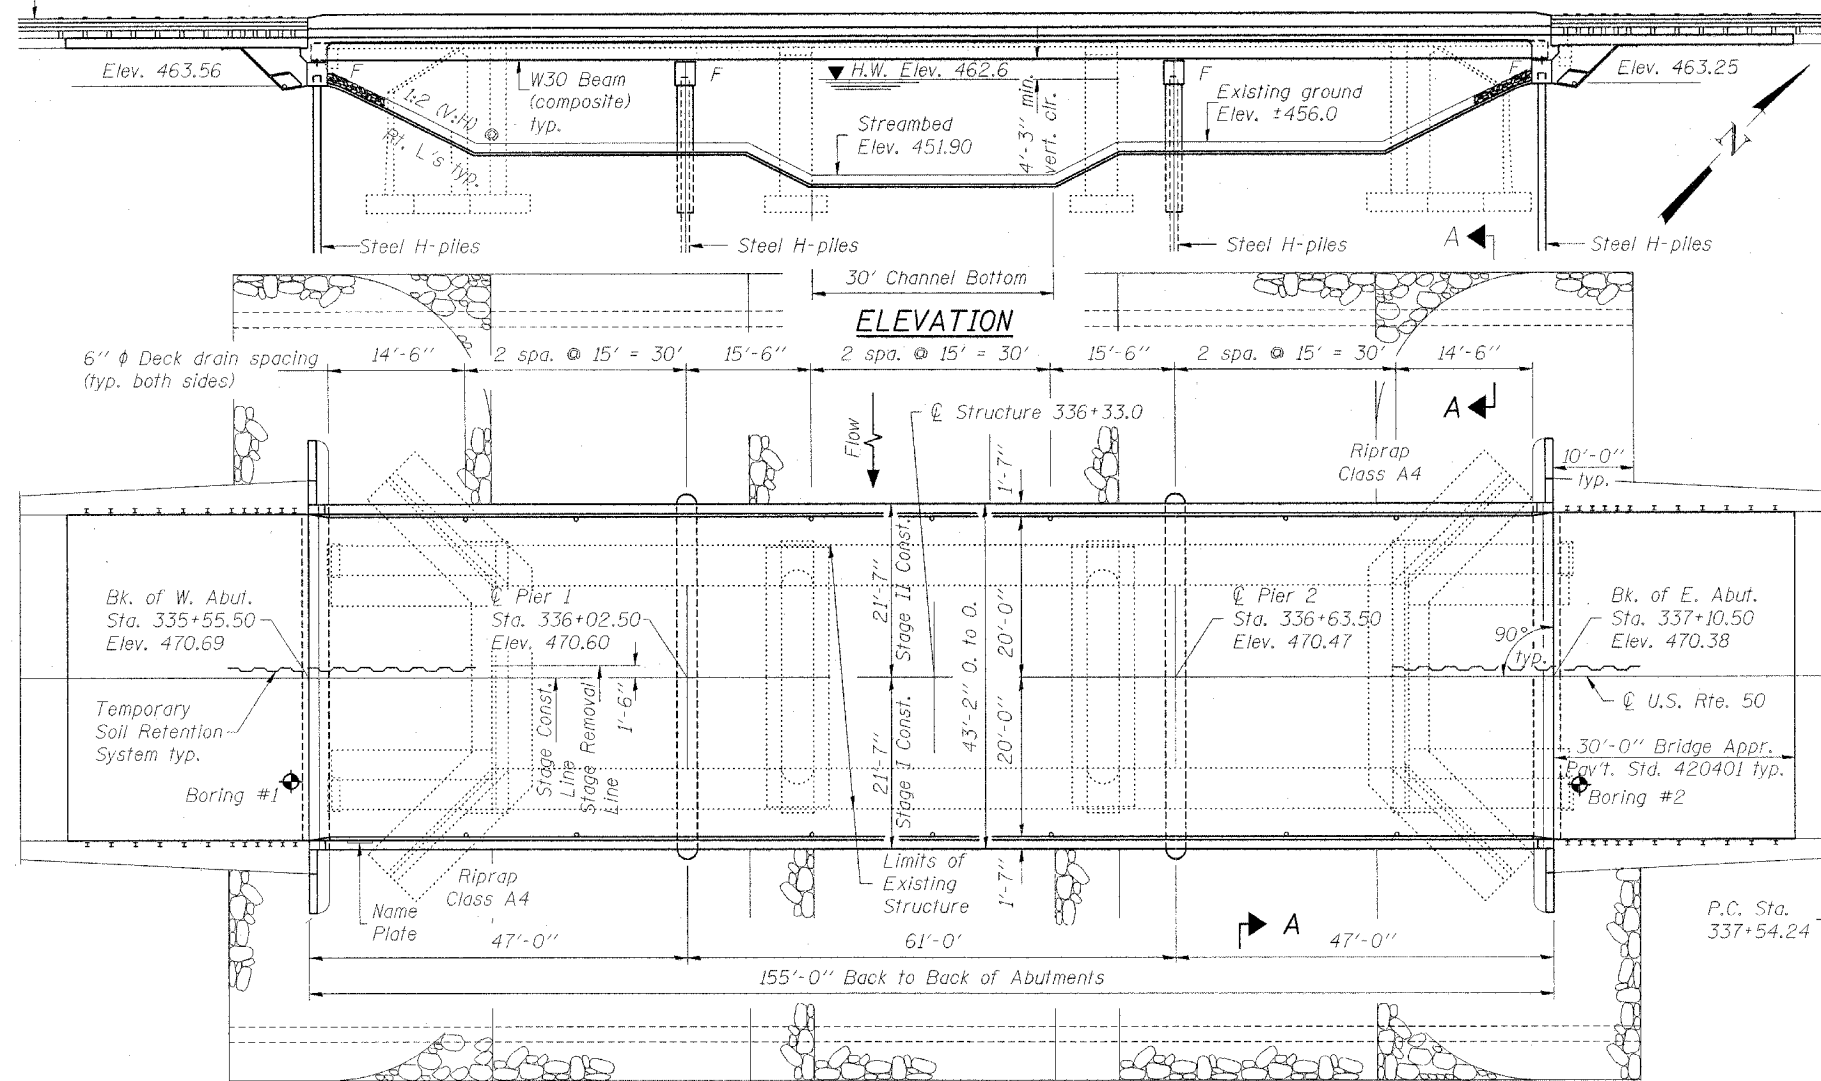 Elev. 463.56
F
1:2 (V:H) @
Rt. L's typ.
W30 Beam
(composite)
typ.
F
H.W. Elev. 462.6
4'-3" min.
vert. clr.
Streambed
Elev. 451.90
F
Existing ground
Elev. ±456.0
F
Elev. 463.25
N
Steel H-piles
Steel H-piles
Steel H-piles
Steel H-piles
A
30' Channel Bottom
ELEVATION
6" ϕ Deck drain spacing
(typ. both sides)
14'-6"
2 spa. @ 15' = 30'
15'-6"
2 spa. @ 15' = 30'
15'-6"
2 spa. @ 15' = 30'
14'-6"
A
Flow
℄ Structure 336+33.0
1'-7"
Riprap
Class A4
10'-0"
typ.
Bk. of W. Abut.
Sta. 335+55.50
Elev. 470.69
℄ Pier 1
Sta. 336+02.50
Elev. 470.60
21'-7"
Stage II Const.
20'-0"
℄ Pier 2
Sta. 336+63.50
Elev. 470.47
90°
typ.
Bk. of E. Abut.
Sta. 337+10.50
Elev. 470.38
Temporary
Soil Retention
System typ.
Stage Const.
Line
Stage Removal
Line
1'-6"
21'-7"
Stage I Const.
43'-2" O. to O.
20'-0"
℄ U.S. Rte. 50
30'-0" Bridge Appr.
Pav't. Std. 420401 typ.
Boring #1
Boring #2
Riprap
Class A4
Name
Plate
Limits of
Existing
Structure
1'-7"
A
P.C. Sta.
337+54.24
47'-0"
61'-0'
47'-0"
155'-0" Back to Back of Abutments